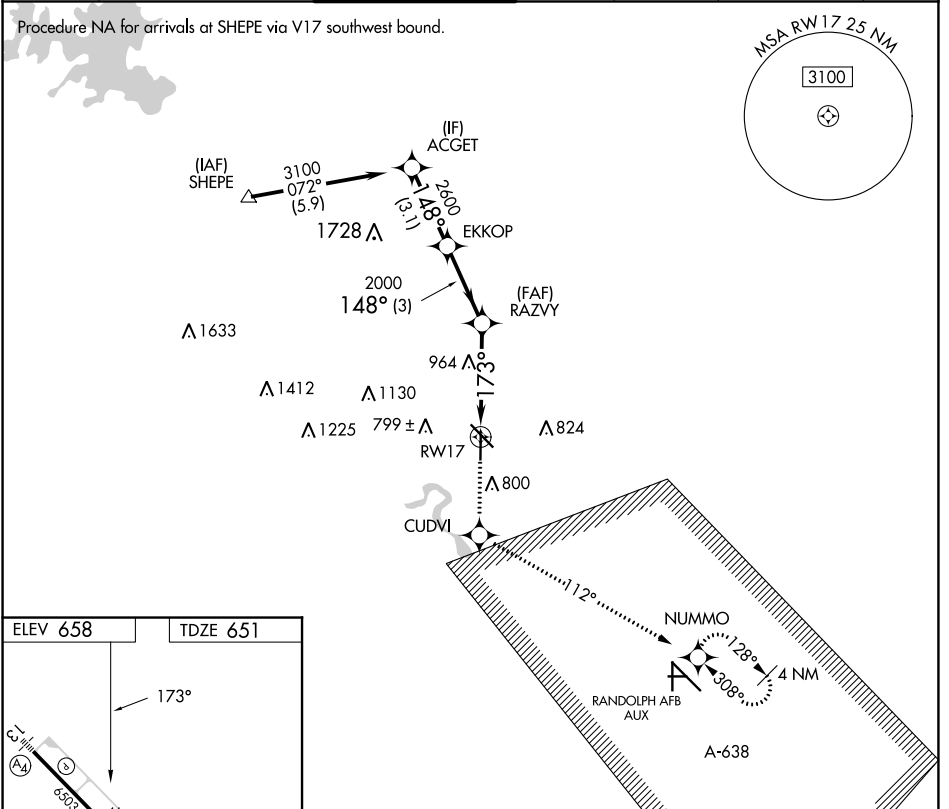 Procedure NA for arrivals at SHEPE via V17 southwest bound.
MSA RW17 25 NM
3100
(IF)
ACGET
(IAF)
SHEPE
3100
072°
(5.9)
2600
148°
(3.1)
1728
EKKOP
2000
148° (3)
(FAF)
RAZVY
1633
964
173°
1412
1130
1225
799 ±
824
RW17
800
CUDVI
112°
NUMMO
128°
308°
4 NM
RANDOLPH AFB
AUX
A-638
ELEV 658
TDZE 651
173°
13
A4
P
6503